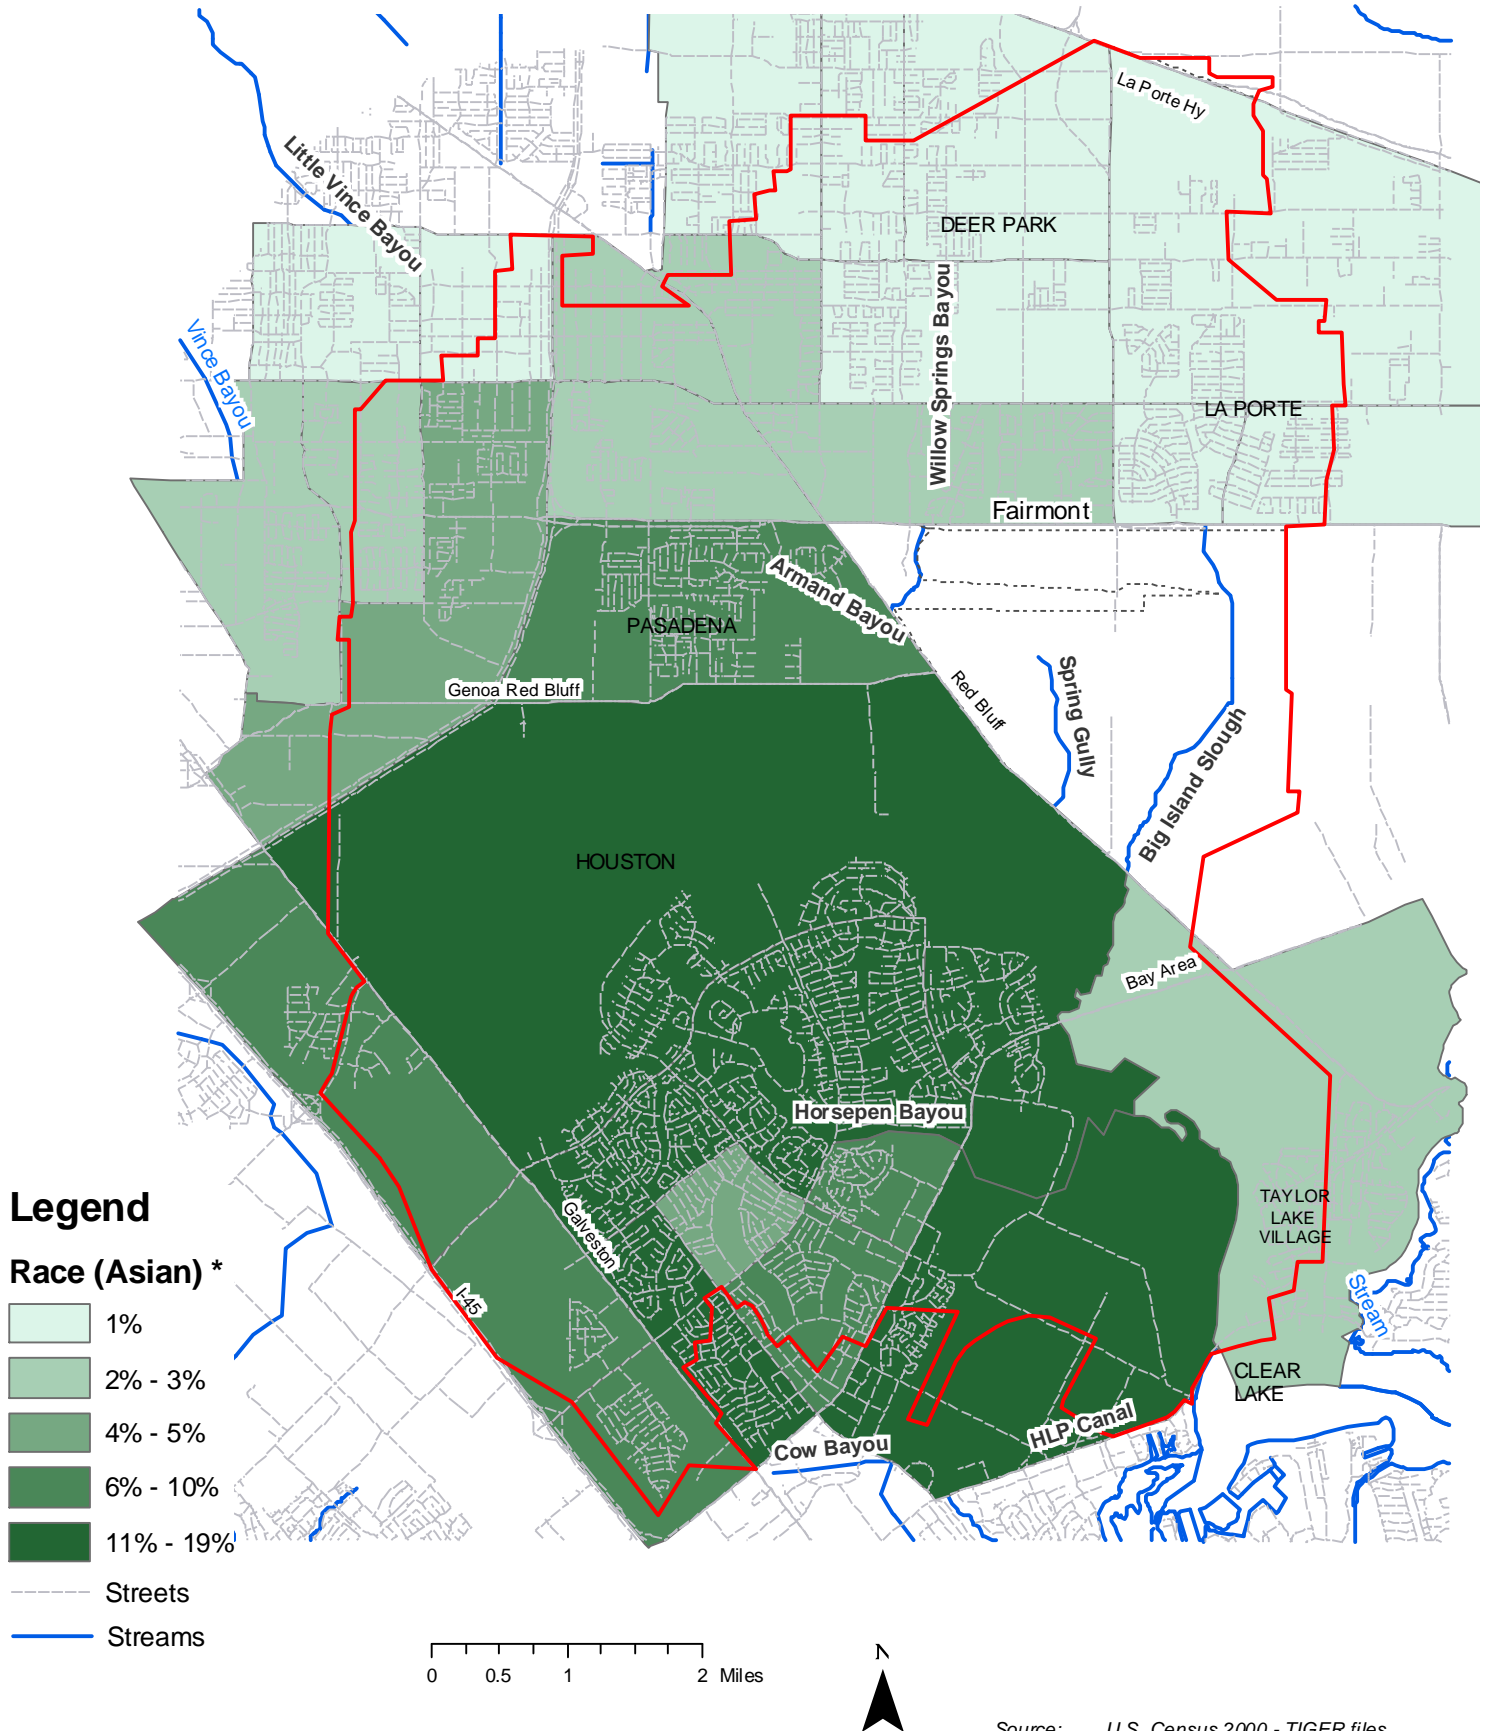 La Porte Hy
Little Vince Bayou
DEER PARK
Willow Springs Bayou
Vince Bayou
LA PORTE
Fairmont
Armand Bayou
PASADENA
Genoa Red Bluff
Red Bluff
Spring Gully
Big Island Slough
HOUSTON
Bay Area
Horsepen Bayou
Galveston
TAYLOR
LAKE
VILLAGE
I-45
Stream
CLEAR
LAKE
HLP Canal
Cow Bayou
Legend
Race (Asian) *
1%
2% - 3%
4% - 5%
6% - 10%
11% - 19%
Streets
Streams
0 0.5 1 2 Miles
N
Source: U.S. Census 2000 - TIGER files